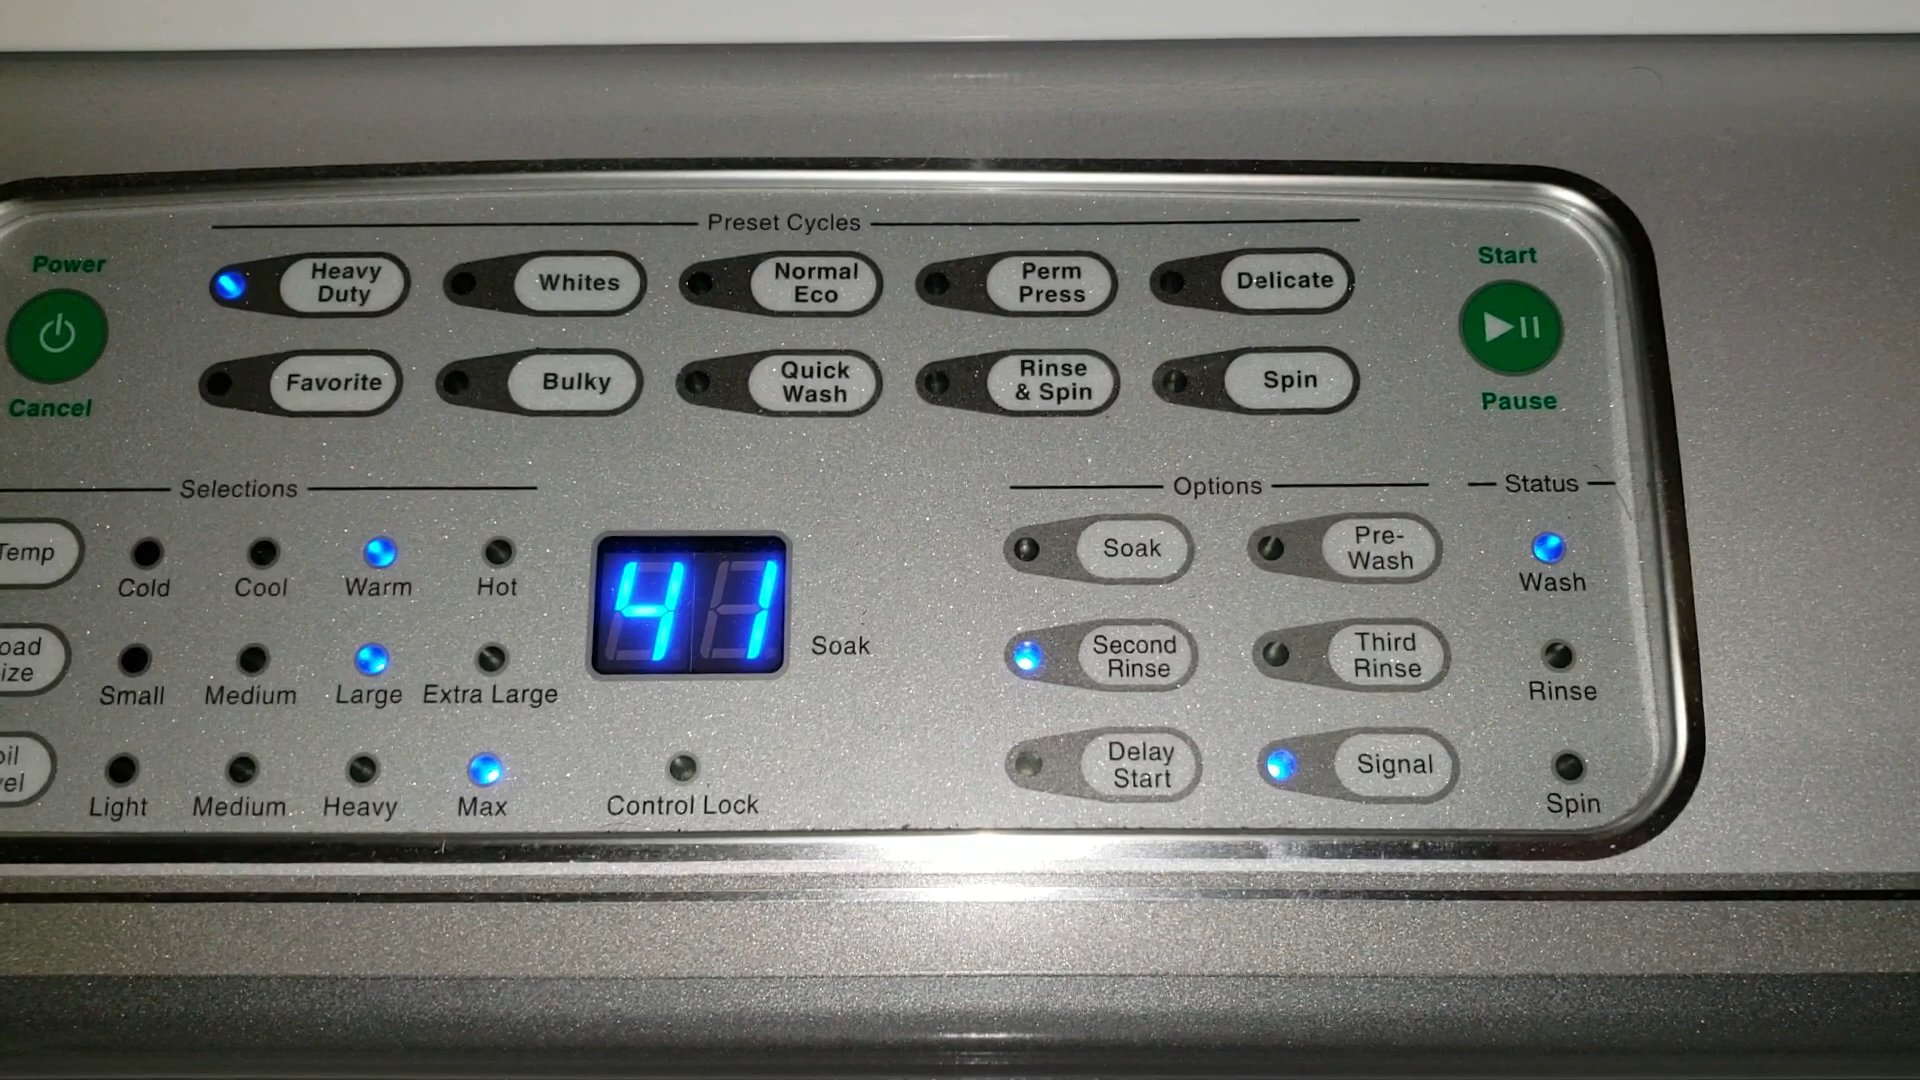 Preset Cycles
Power
Cancel
Heavy
Duty
Whites
Normal
Eco
Perm
Press
Delicate
Start
Pause
Favorite
Bulky
Quick
Wash
Rinse
& Spin
Spin
Selections
Temp
Cold
Cool
Warm
Hot
Small
Medium
Large
Extra Large
Light
Medium
Heavy
Max
41
Soak
Control Lock
Options
Soak
Pre-
Wash
Second
Rinse
Third
Rinse
Delay
Start
Signal
Status
Wash
Rinse
Spin